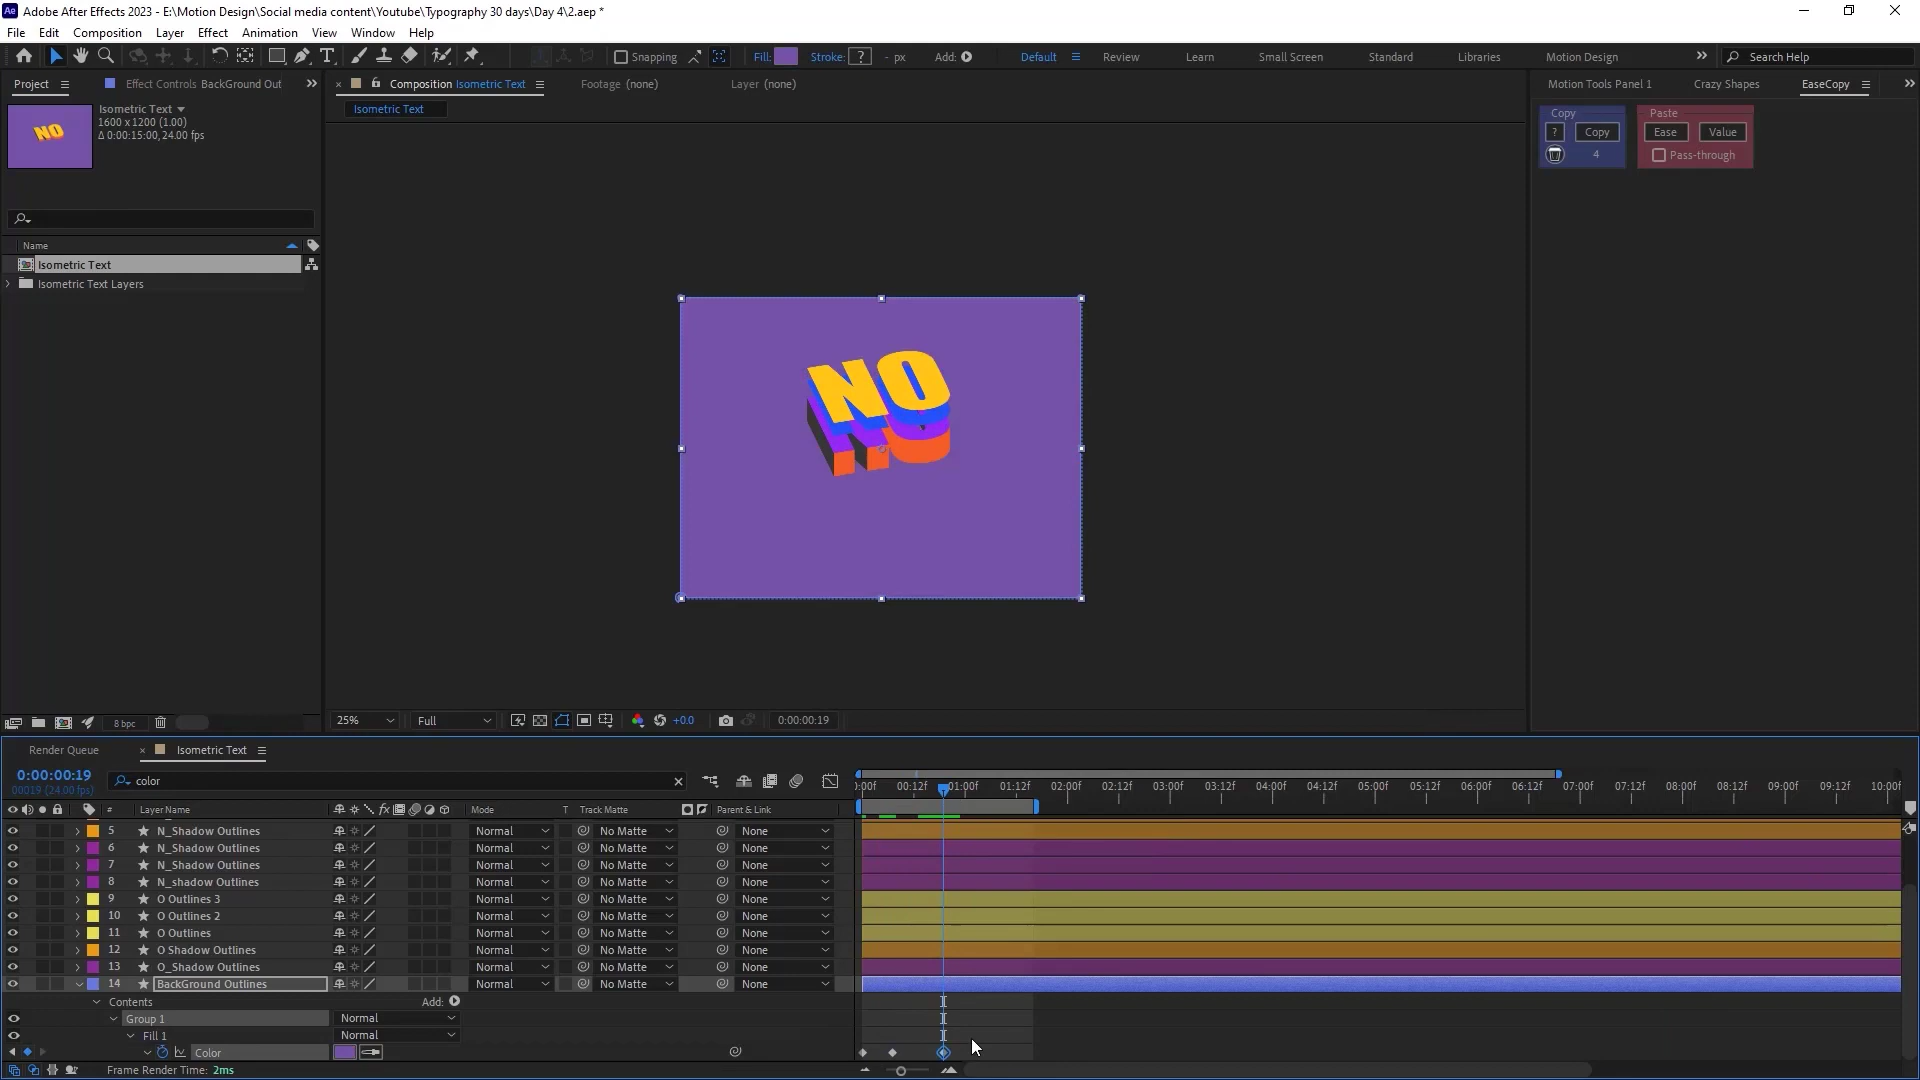 Adobe After Effects 2023 - E:\Motion Design\Social media content\Youtube\Typography 30 days\Day 4\2.aep *
File Edit Composition Layer Effect Animation View Window Help
Snapping Fill: Stroke: ? - px Add: Default Review Learn Small Screen Standard Libraries Motion Design Search Help
Project Effect Controls BackGround Out Composition Isometric Text Footage (none) Layer (none) Motion Tools Panel 1 Crazy Shapes EaseCopy
Isometric Text
1600 x 1200 (1.00)
Δ 0:00:15:00, 24.00 fps
Isometric Text
Copy Paste
? Copy Ease Value
4 Pass-through
NO
Name
Isometric Text
Isometric Text Layers
NO
8 bpc 25% Full +0.0 0:00:00:19
Render Queue Isometric Text
0:00:00:19
00019 (24.00 fps)
color
:00f 00:12f 01:00f 01:12f 02:00f 02:12f 03:00f 03:12f 04:00f 04:12f 05:00f 05:12f 06:00f 06:12f 07:00f 07:12f 08:00f 08:12f 09:00f 09:12f 10:00f
# Layer Name fx Mode T Track Matte Parent & Link
5 N_Shadow Outlines Normal No Matte None
6 N_Shadow Outlines Normal No Matte None
7 N_Shadow Outlines Normal No Matte None
8 N_shadow Outlines Normal No Matte None
9 O Outlines 3 Normal No Matte None
10 O Outlines 2 Normal No Matte None
11 O Outlines Normal No Matte None
12 O Shadow Outlines Normal No Matte None
13 O_Shadow Outlines Normal No Matte None
14 BackGround Outlines Normal No Matte None
Contents Add:
Group 1 Normal
Fill 1 Normal
Color
Frame Render Time: 2ms